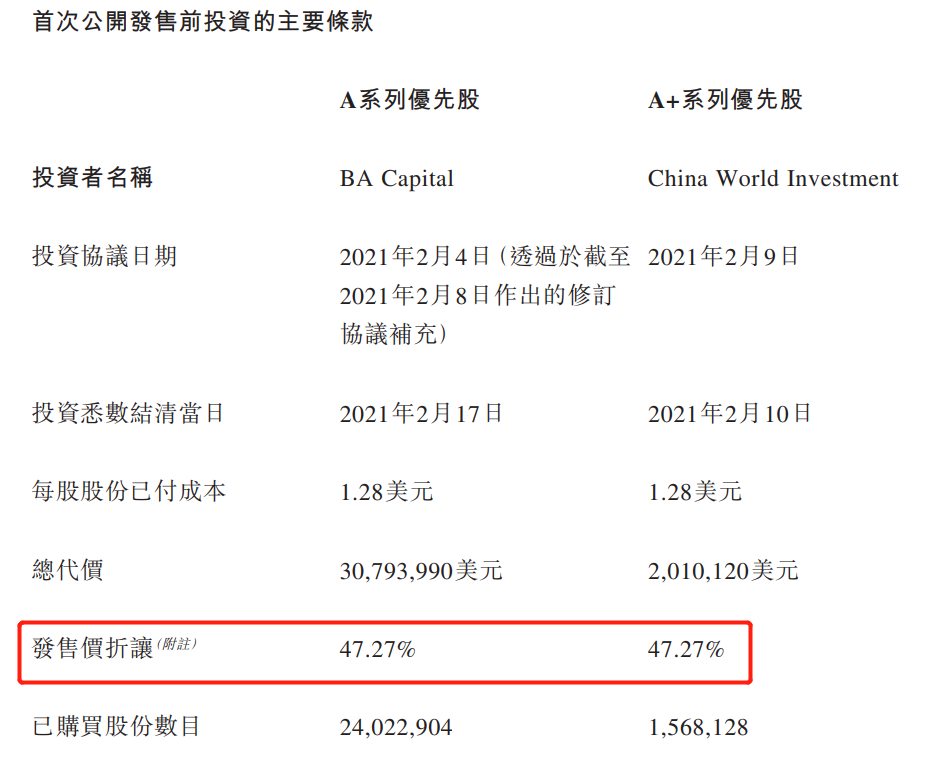 首次公開發售前投資的主要條款
A系列優先股 A+系列優先股
投資者名稱 BA Capital China World Investment
投資協議日期 2021年2月4日（透過於截至 2021年2月9日
2021年2月8日作出的修訂
協議補充）
投資悉數結清當日 2021年2月17日 2021年2月10日
每股股份已付成本 1.28美元 1.28美元
總代價 30,793,990美元 2,010,120美元
發售價折讓(附註) 47.27% 47.27%
已購買股份數目 24,022,904 1,568,128